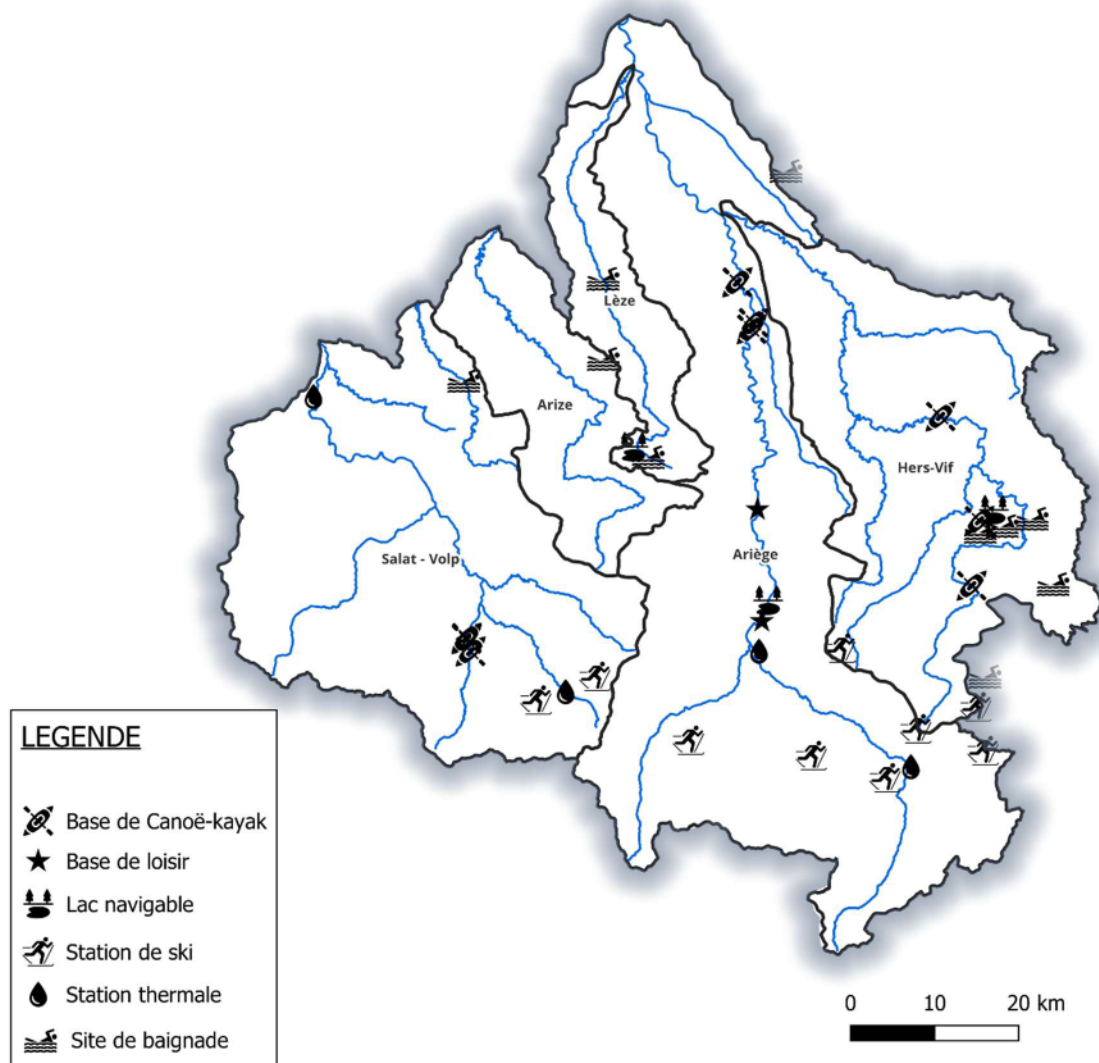 Lèze
Arize
Hers-Vif
Salat - Volp
Ariège
LEGENDE
Base de Canoë-kayak
Base de loisir
Lac navigable
Station de ski
Station thermale
Site de baignade
0 10 20 km